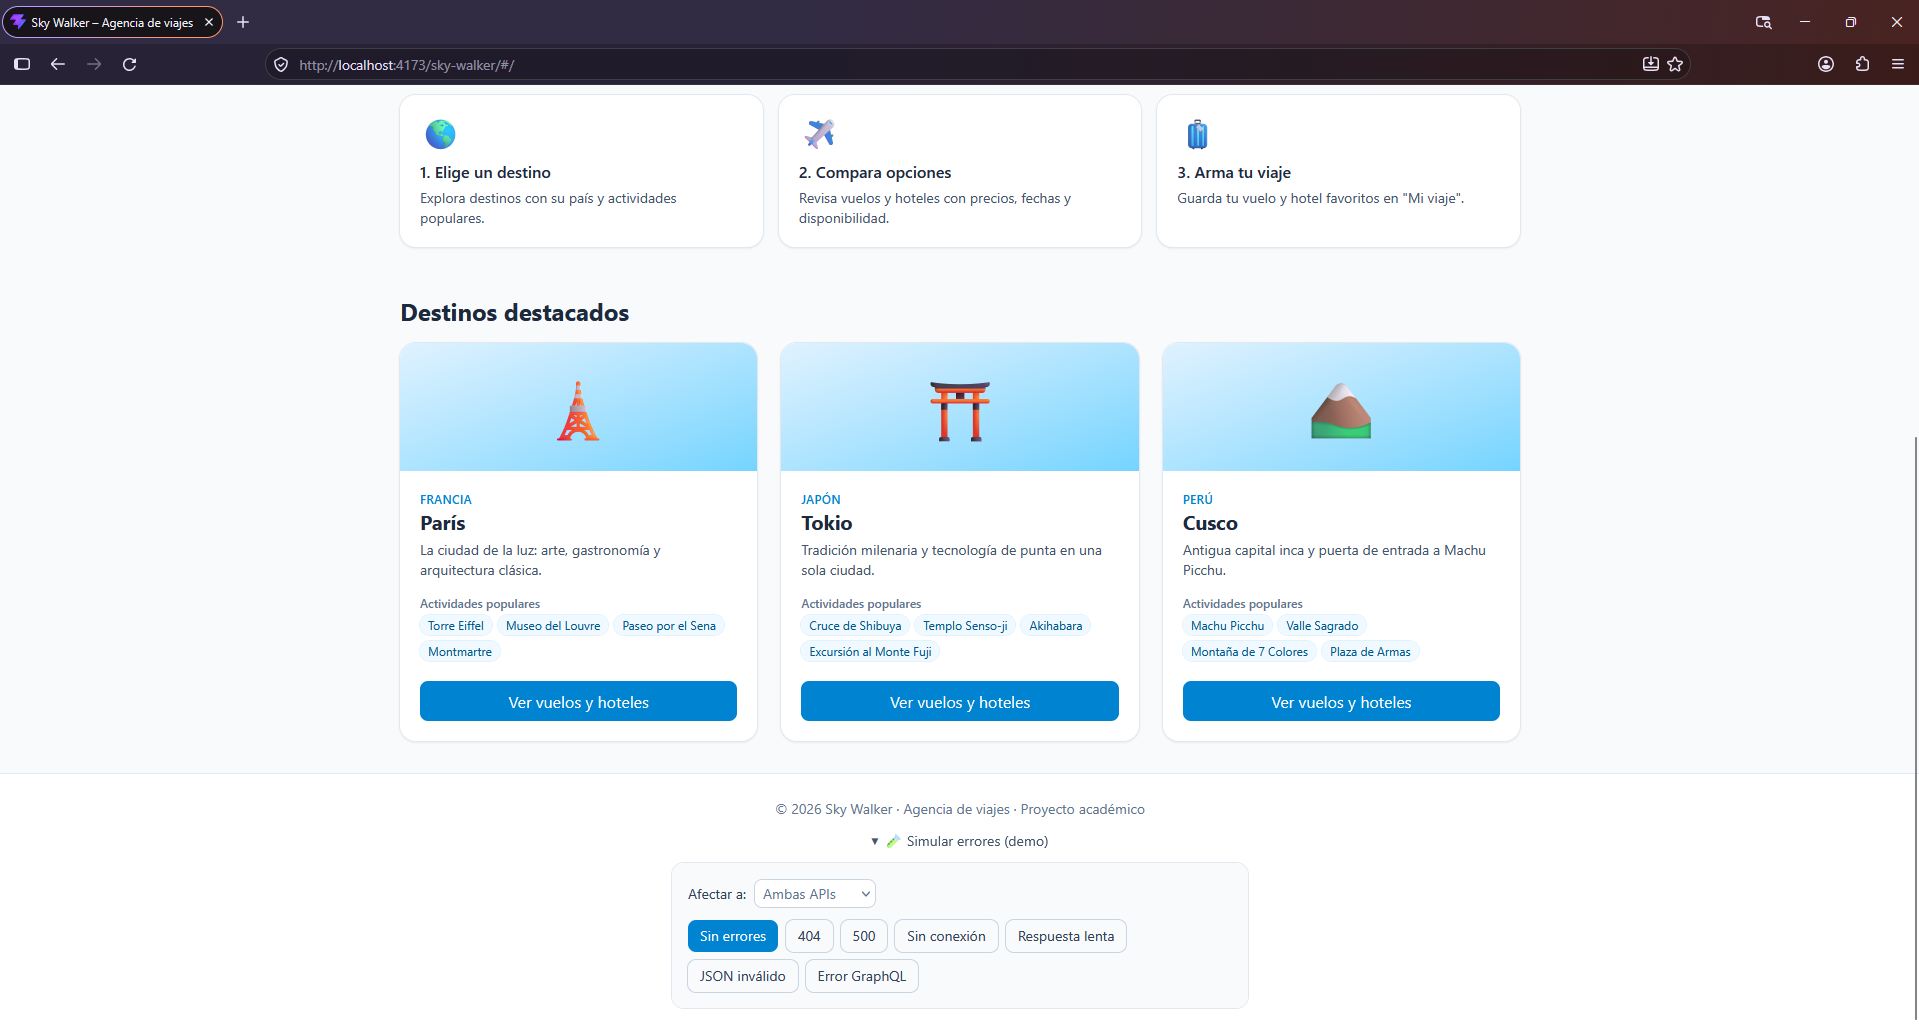 Sky Walker – Agencia de viajes
http://localhost:4173/sky-walker/#/
1. Elige un destino
Explora destinos con su país y actividades
populares.
2. Compara opciones
Revisa vuelos y hoteles con precios, fechas y
disponibilidad.
3. Arma tu viaje
Guarda tu vuelo y hotel favoritos en "Mi viaje".
Destinos destacados
FRANCIA
París
La ciudad de la luz: arte, gastronomía y
arquitectura clásica.
Actividades populares
Torre Eiffel Museo del Louvre Paseo por el Sena
Montmartre
Ver vuelos y hoteles
JAPÓN
Tokio
Tradición milenaria y tecnología de punta en una
sola ciudad.
Actividades populares
Cruce de Shibuya Templo Senso-ji Akihabara
Excursión al Monte Fuji
Ver vuelos y hoteles
PERÚ
Cusco
Antigua capital inca y puerta de entrada a Machu
Picchu.
Actividades populares
Machu Picchu Valle Sagrado
Montaña de 7 Colores Plaza de Armas
Ver vuelos y hoteles
© 2026 Sky Walker · Agencia de viajes · Proyecto académico
▼ 🧪 Simular errores (demo)
Afectar a: Ambas APIs
Sin errores 404 500 Sin conexión Respuesta lenta
JSON inválido Error GraphQL